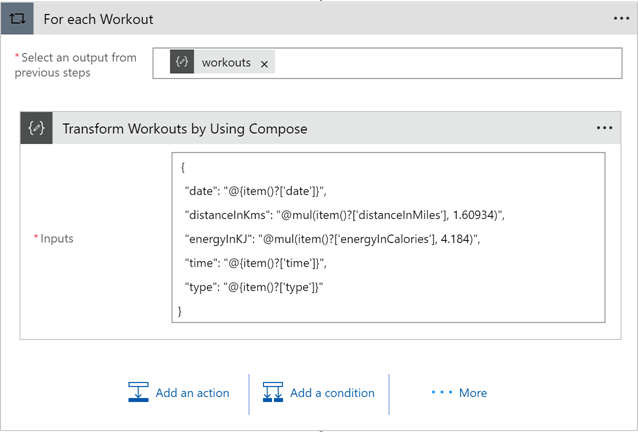 For each Workout
*Select an output from
previous steps
workouts ×
{/} Transform Workouts by Using Compose
*Inputs
{
"date": "@{item()?['date']}",
"distanceInKms": "@mul(item()?['distanceInMiles'], 1.60934)",
"energyInKJ": "@mul(item()?['energyInCalories'], 4.184)",
"time": "@{item()?['time']}",
"type": "@{item()?['type']}"
}
Add an action
Add a condition
More